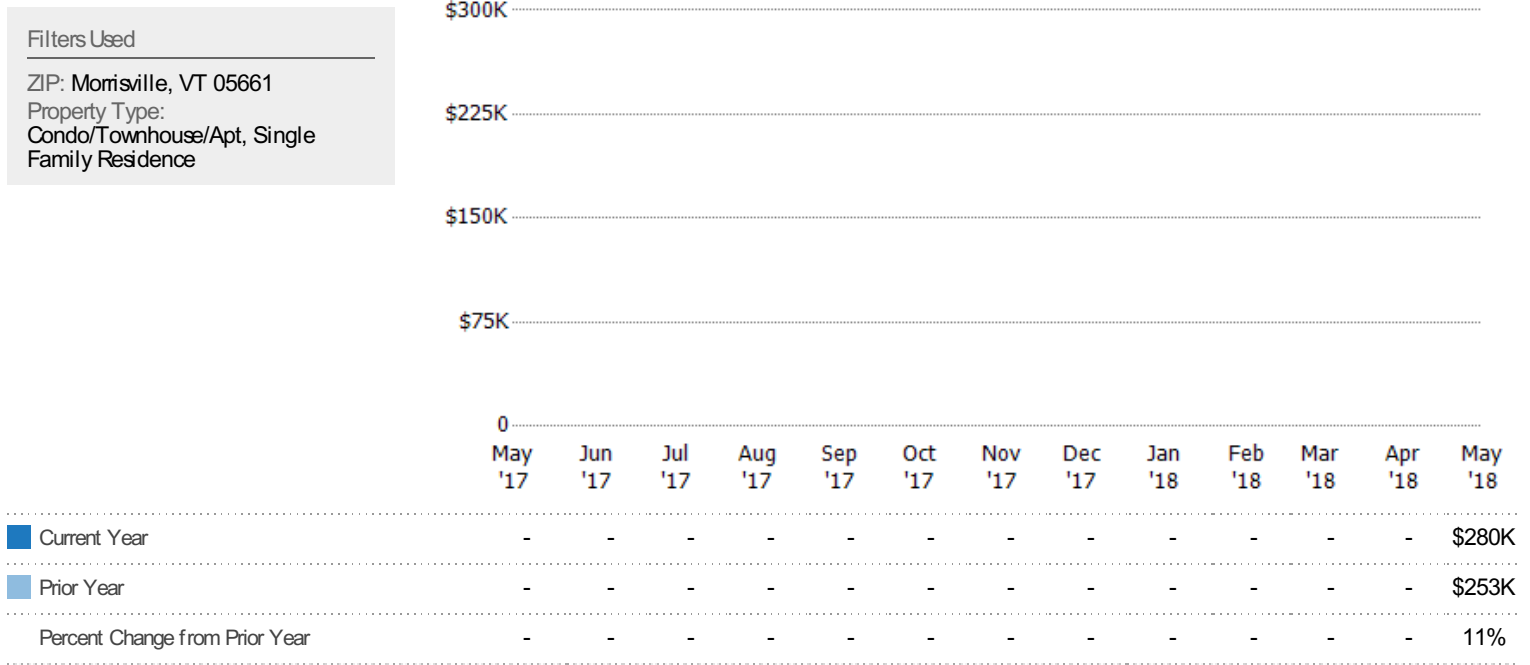 Filters Used
ZIP: Morrisville, VT 05661
Property Type:
Condo/Townhouse/Apt, Single
Family Residence
$300K
$225K
$150K
$75K
0
May Jun Jul Aug Sep Oct Nov Dec Jan Feb Mar Apr May
'17 '17 '17 '17 '17 '17 '17 '17 '18 '18 '18 '18 '18
Current Year - - - - - - - - - - - - $280K
Prior Year - - - - - - - - - - - - $253K
Percent Change from Prior Year - - - - - - - - - - - - 11%